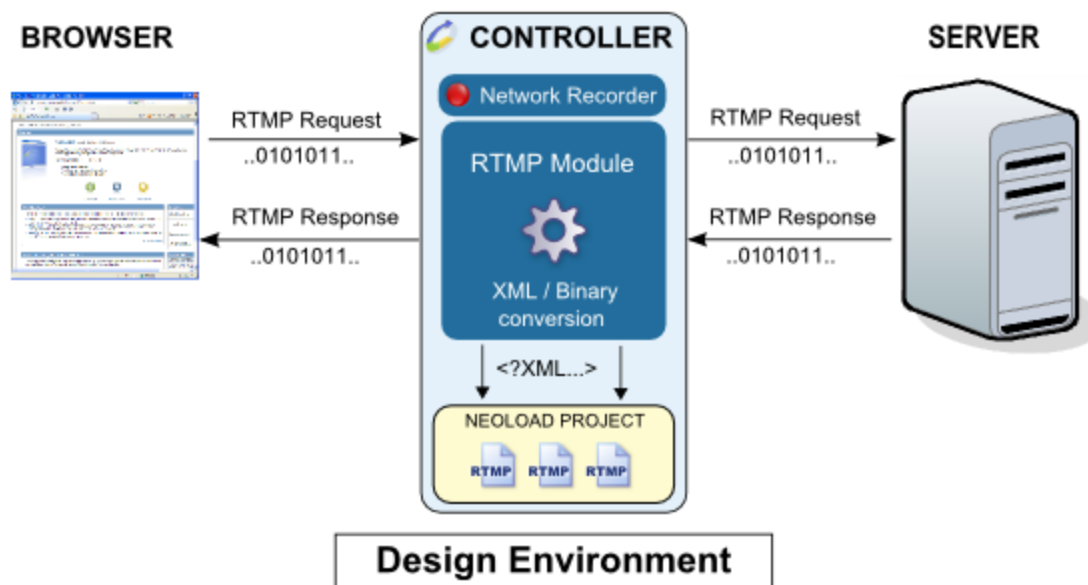 BROWSER
CONTROLLER
SERVER
Network Recorder
RTMP Request
..0101011..
RTMP Request
..0101011..
RTMP Module
RTMP Response
..0101011..
RTMP Response
..0101011..
XML / Binary
conversion
<?XML...>
NEOLOAD PROJECT
RTMP
RTMP
RTMP
Design Environment